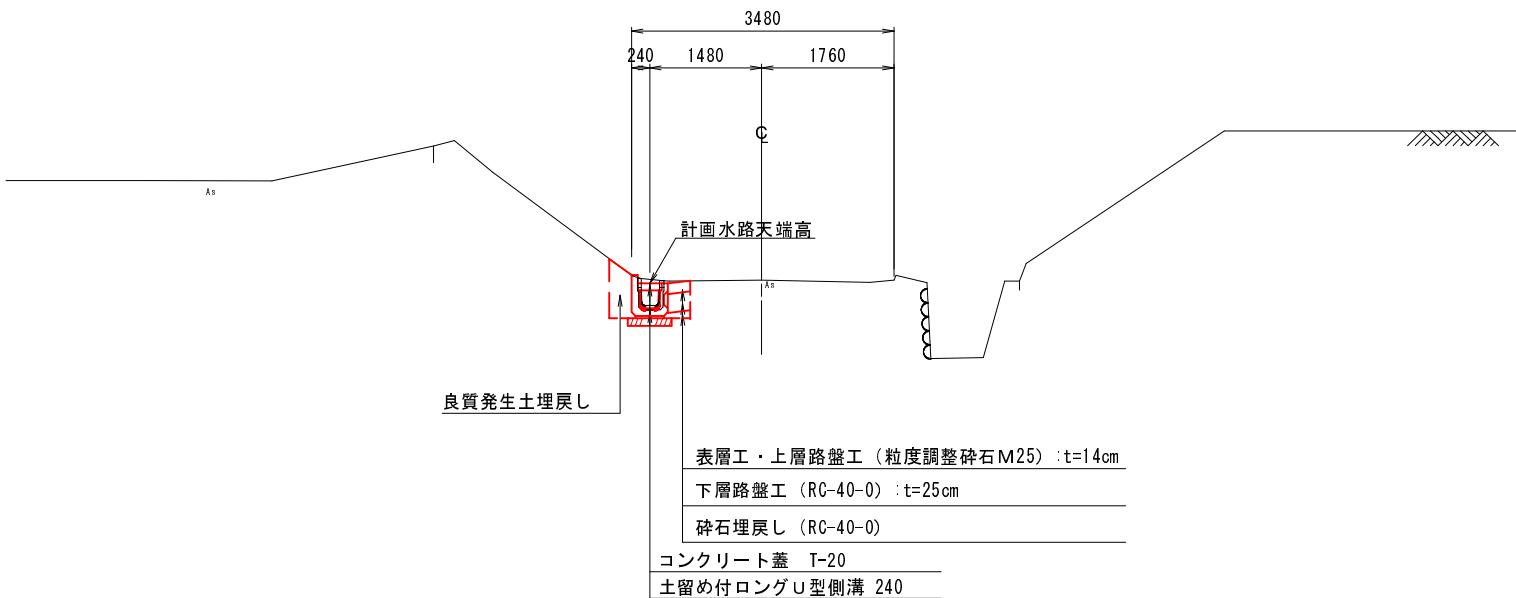 3480
240 1480 1760
℄
As
計画水路天端高
As
良質発生土埋戻し
表層工・上層路盤工（粒度調整砕石M25）:t=14cm
下層路盤工（RC-40-0）:t=25cm
砕石埋戻し（RC-40-0）
コンクリート蓋　T-20
土留め付ロングU型側溝 240